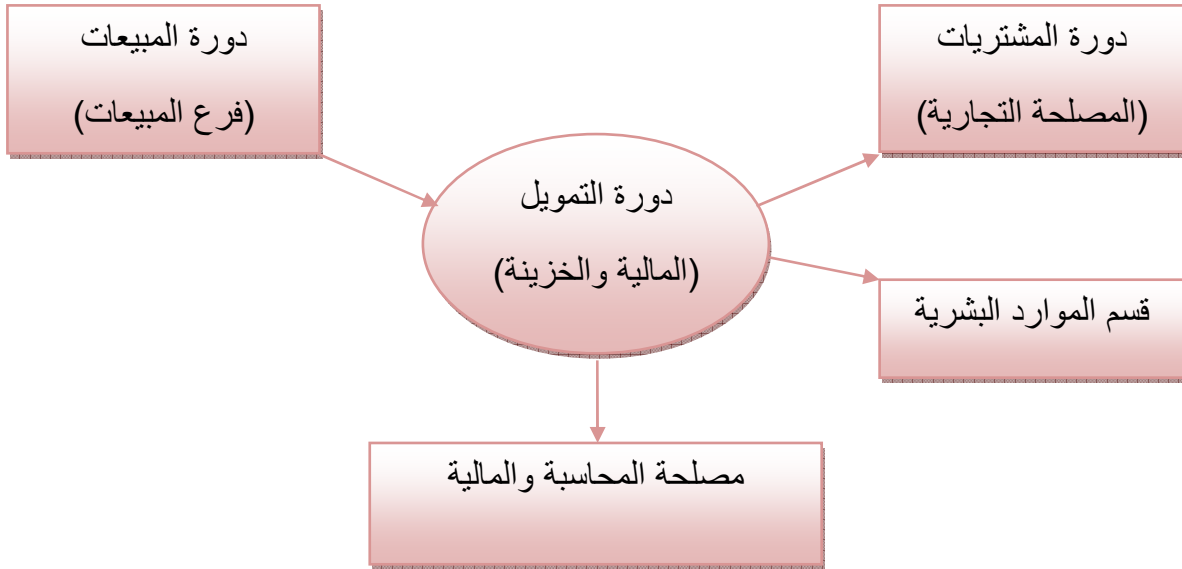 دورة المشتريات
(المصلحة التجارية)
دورة المبيعات
(فرع المبيعات)
دورة التمويل
(المالية والخزينة)
قسم الموارد البشرية
مصلحة المحاسبة والمالية